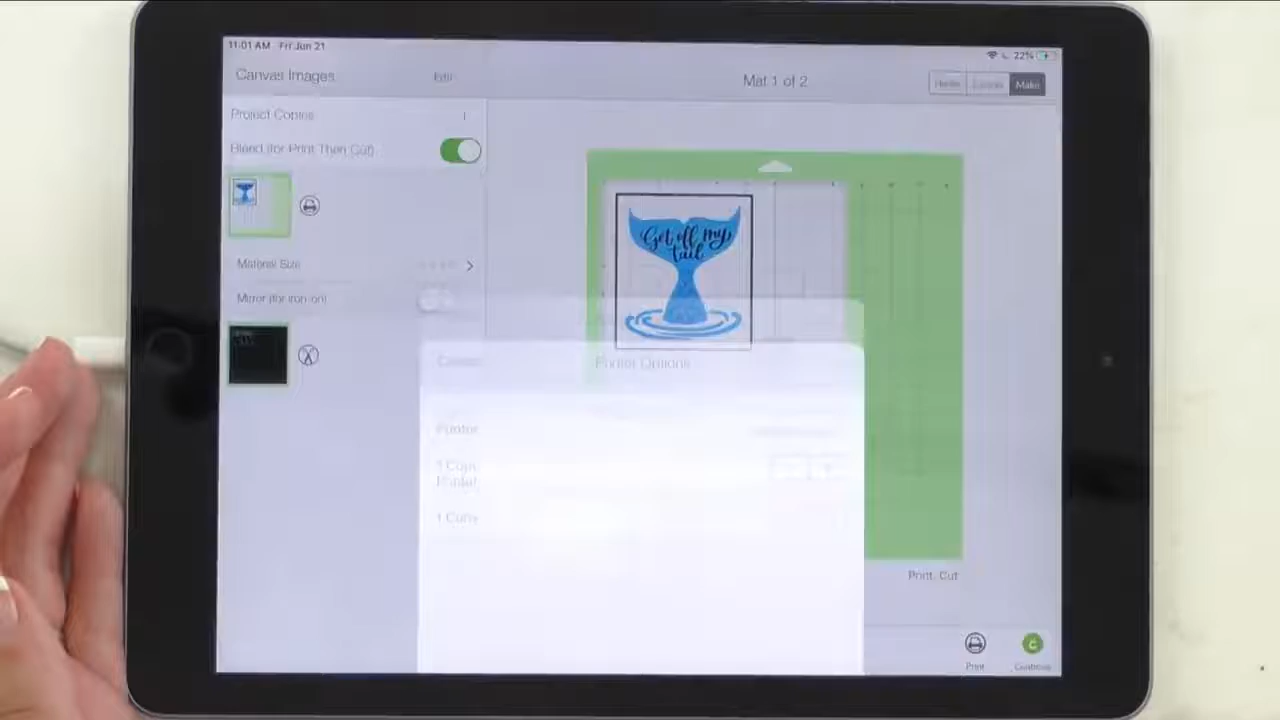 11:01 AM Fri Jun 21
22%
Canvas Images
Edit
Mat 1 of 2
Home
Canvas
Make
Project Copies
1
Blend (for Print Then Cut)
Get off my
tail
Material Size
Mirror (for iron-on)
Cancel
Printer Options
Printer
1 Copy
Printer
1 Copy
Print, Cut
Print
Continue